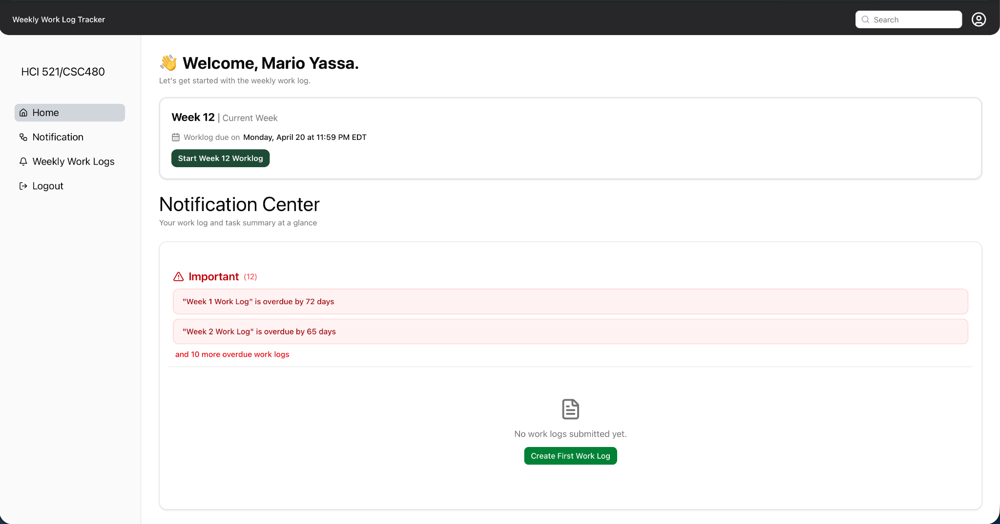 Weekly Work Log Tracker
Search
HCI 521/CSC480
Home
Notification
Weekly Work Logs
Logout
👋 Welcome, Mario Yassa.
Let's get started with the weekly work log.
Week 12 | Current Week
Worklog due on Monday, April 20 at 11:59 PM EDT
Start Week 12 Worklog
Notification Center
Your work log and task summary at a glance
Important (12)
"Week 1 Work Log" is overdue by 72 days
"Week 2 Work Log" is overdue by 65 days
and 10 more overdue work logs
No work logs submitted yet.
Create First Work Log